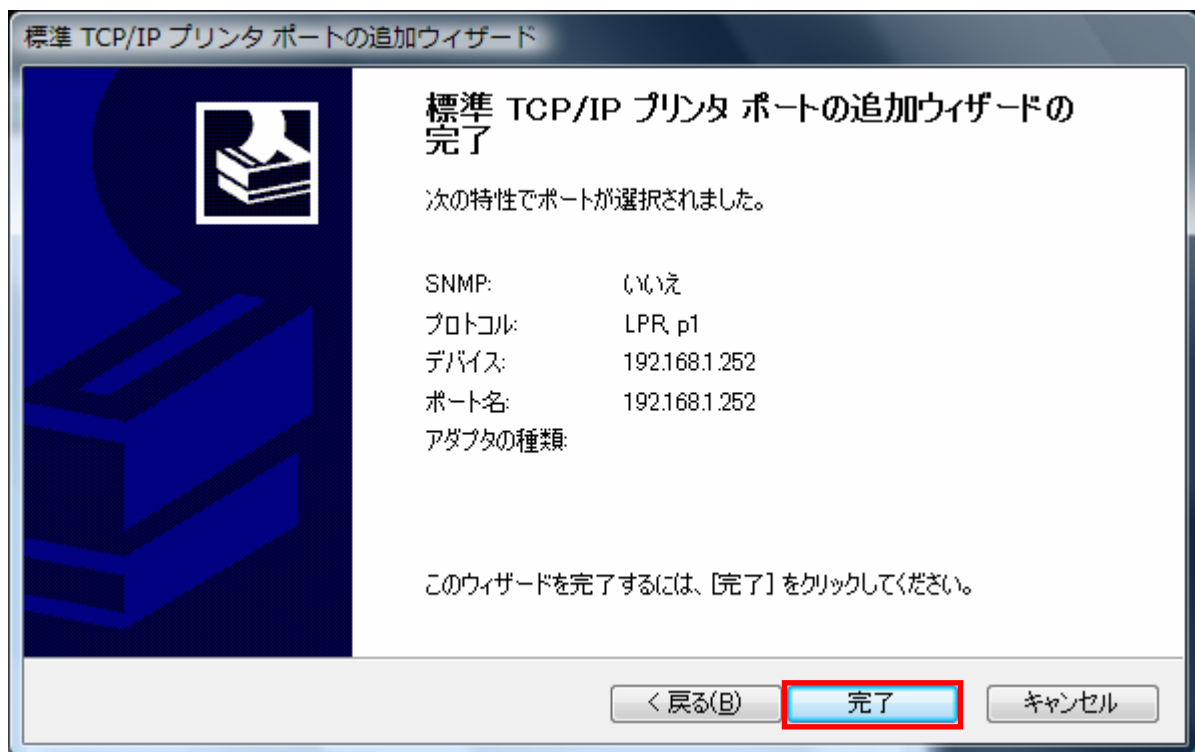 標準 TCP/IP プリンタ ポートの追加ウィザード
標準 TCP/IP プリンタ ポートの追加ウィザードの
完了
次の特性でポートが選択されました。
SNMP: いいえ
プロトコル: LPR, p1
デバイス: 192.168.1.252
ポート名: 192.168.1.252
アダプタの種類:
このウィザードを完了するには、[完了] をクリックしてください。
< 戻る(B) 完了 キャンセル